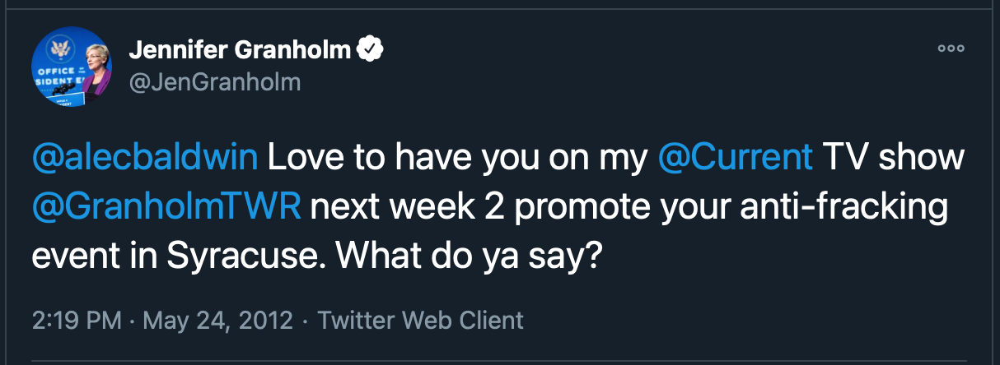 OFFICE OF
SIDENT E
Jennifer Granholm
@JenGranholm
@alecbaldwin Love to have you on my @Current TV show
@GranholmTWR next week 2 promote your anti-fracking
event in Syracuse. What do ya say?
2:19 PM · May 24, 2012 · Twitter Web Client